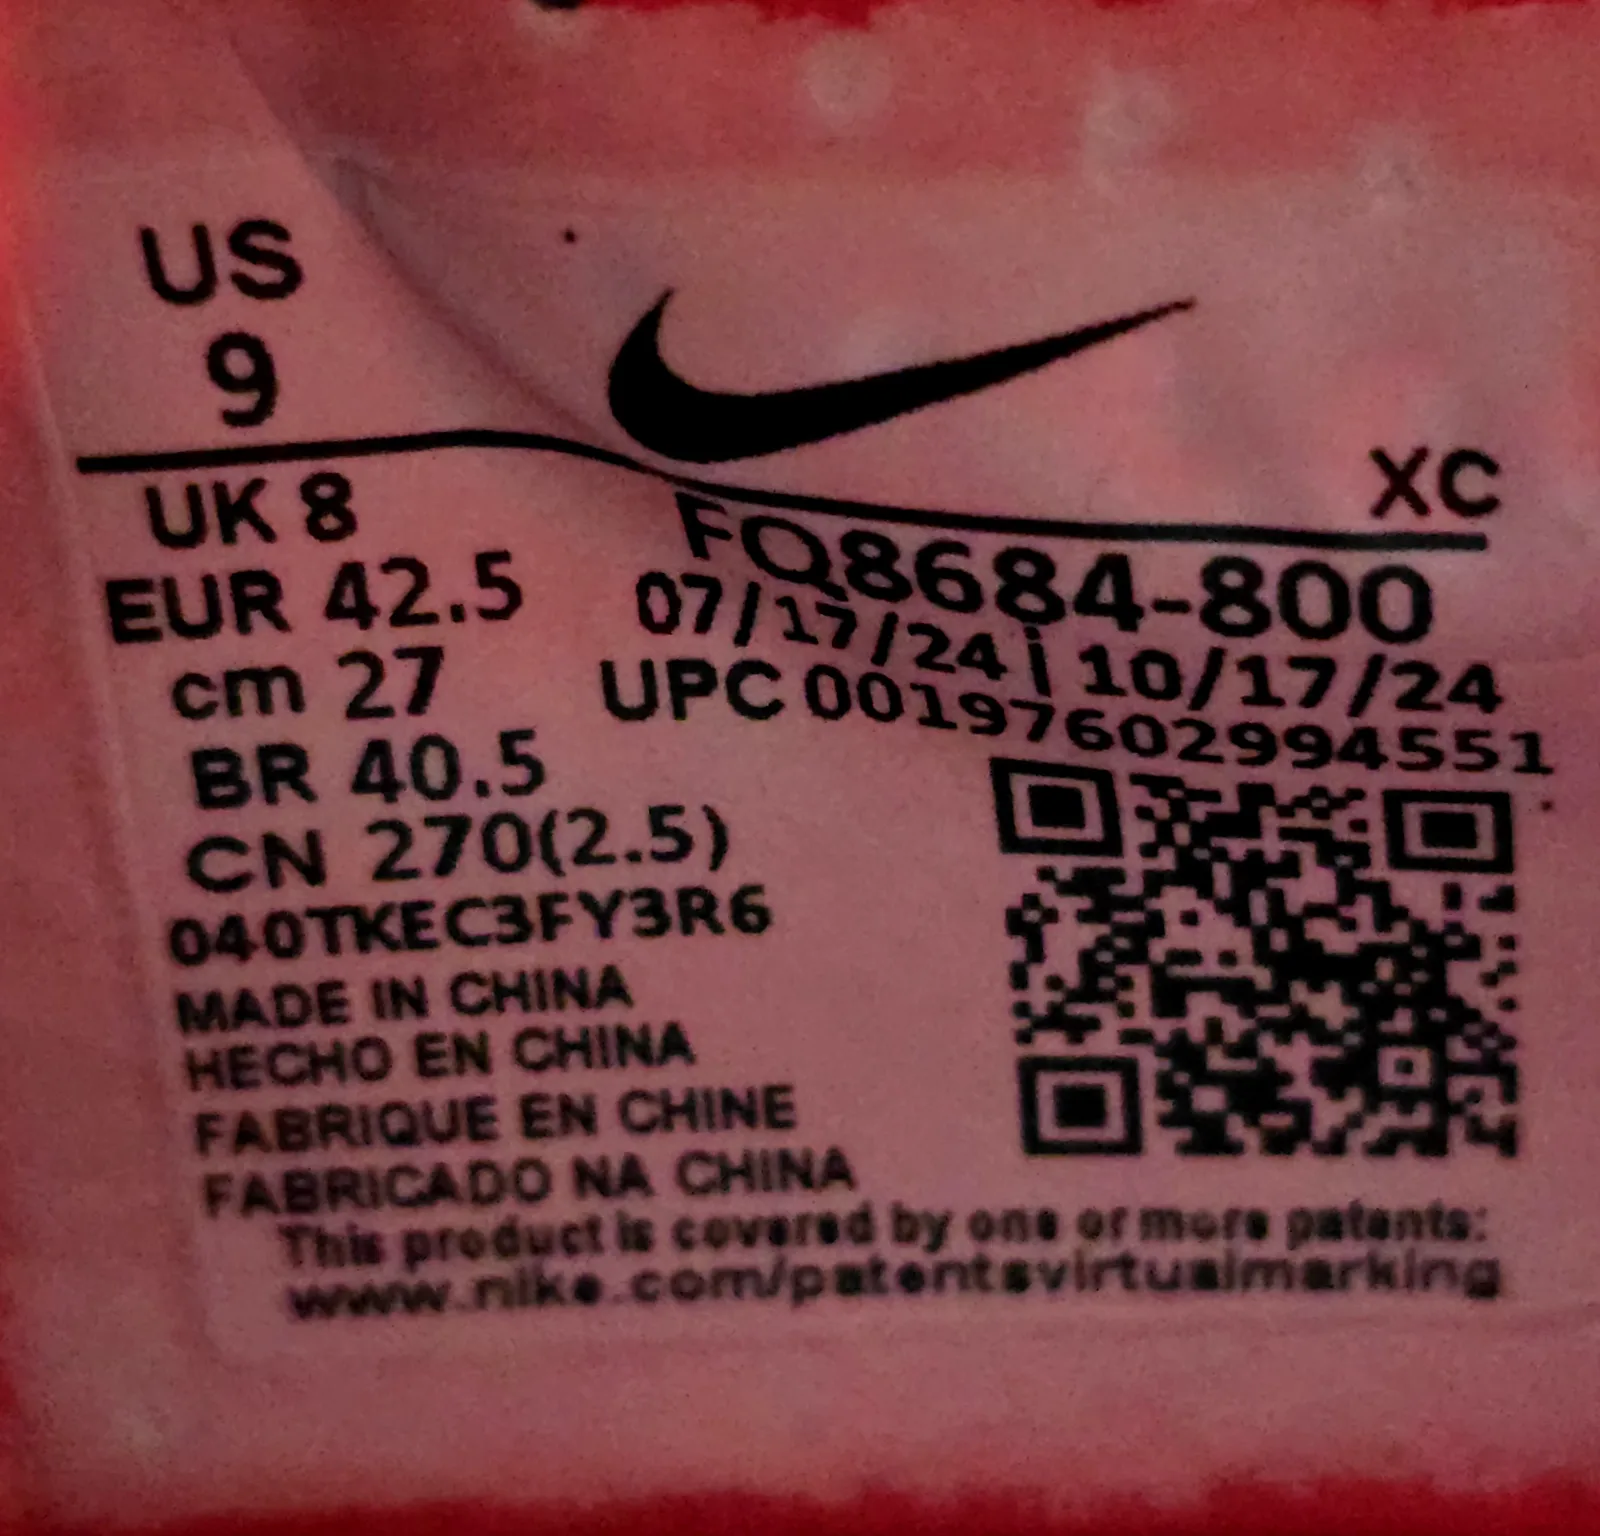 US
9
XC
UK 8
EUR 42.5
cm 27
BR 40.5
CN 270(2.5)
040TKEC3FY3R6
FQ8684-800
07/17/24 i 10/17/24
UPC 00197602994551
MADE IN CHINA
HECHO EN CHINA
FABRIQUE EN CHINE
FABRICADO NA CHINA
This product is covered by one or more patents:
www.nike.com/patentsvirtualmarking